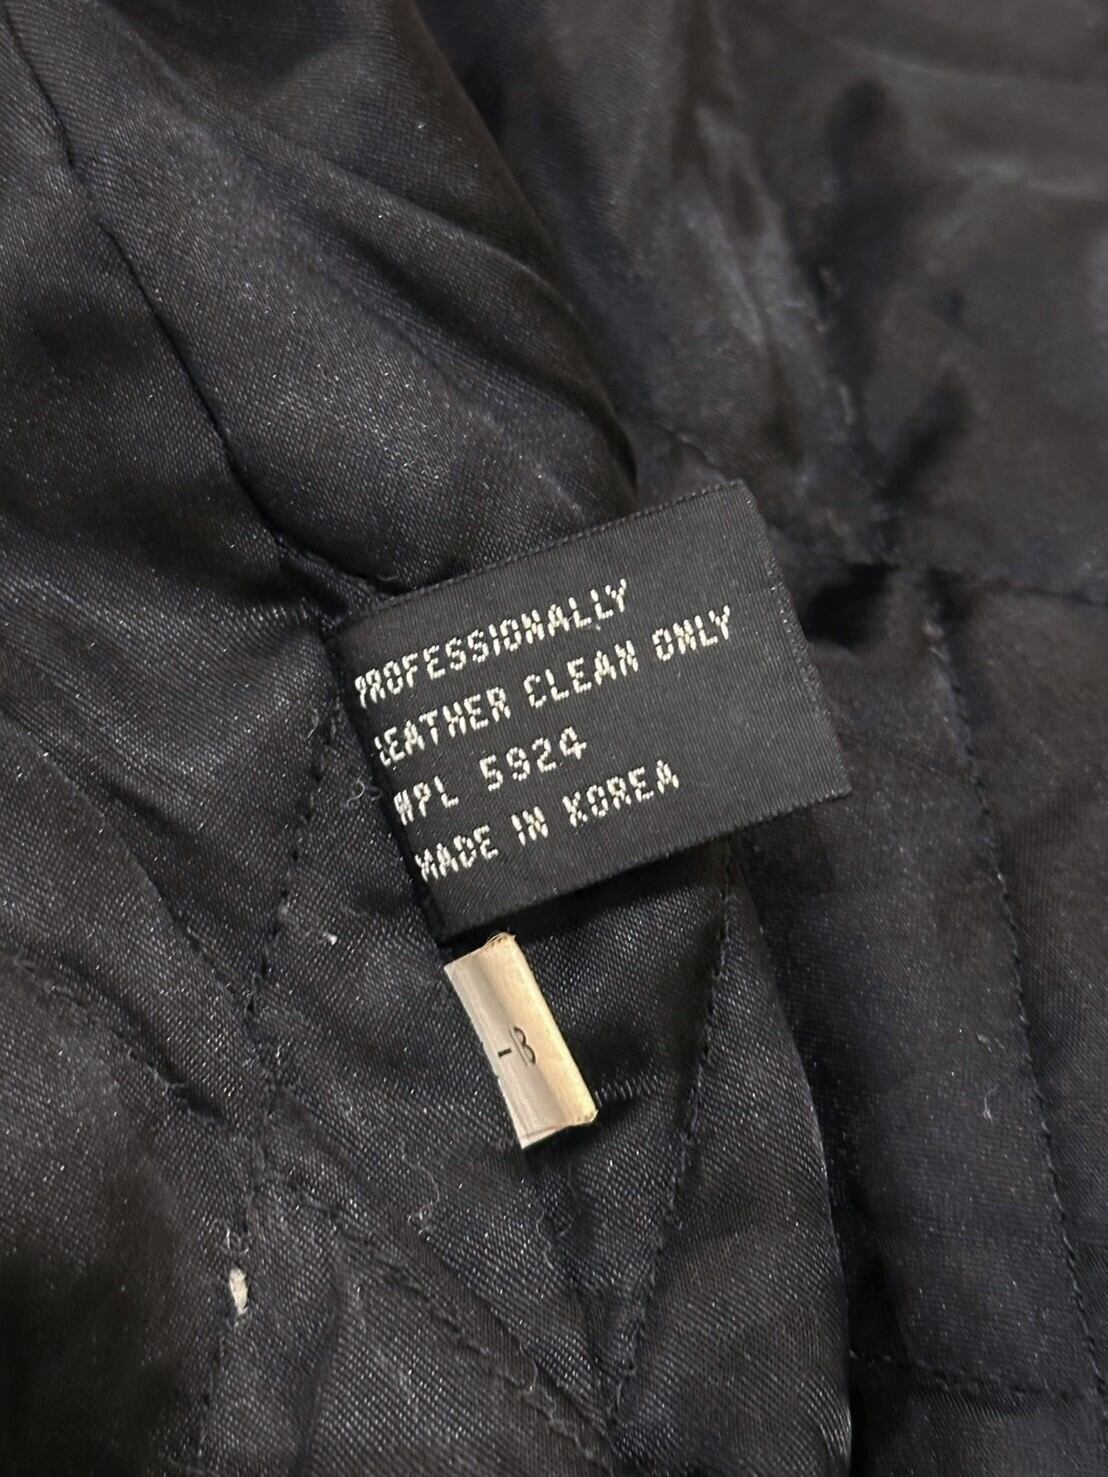 PROFESSIONALLY
LEATHER CLEAN ONLY
WPL 5924
MADE IN KOREA